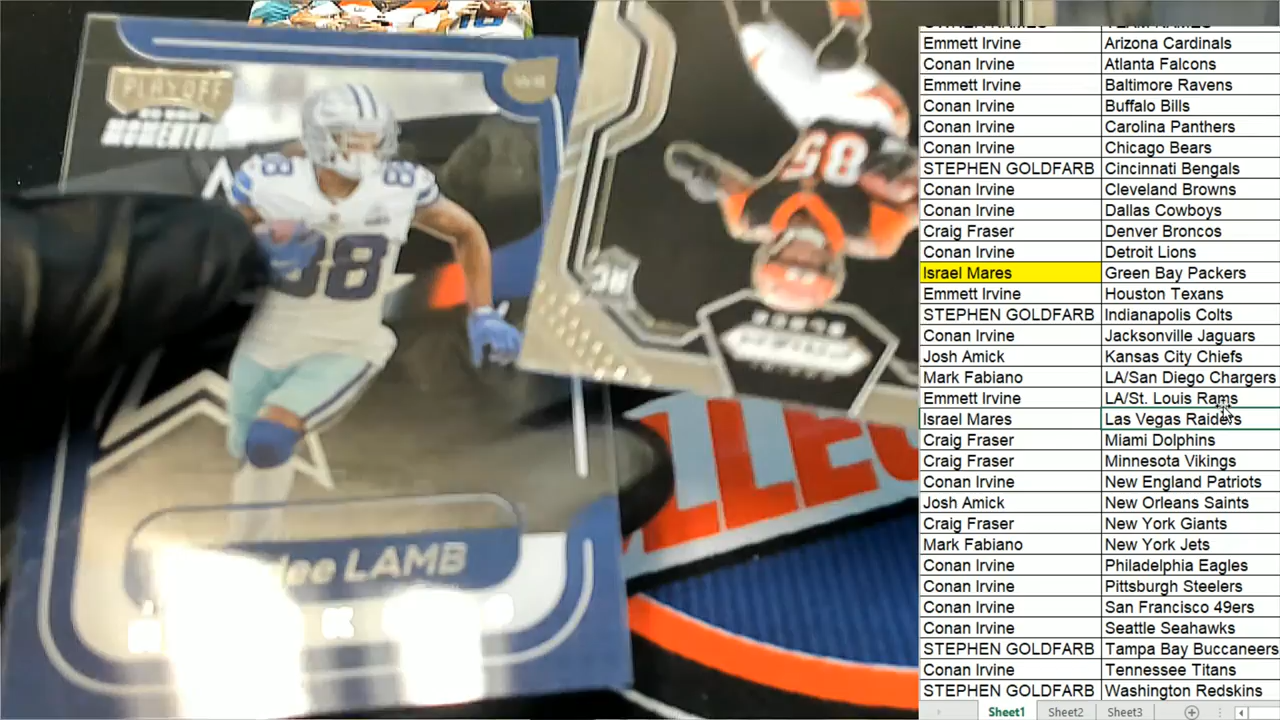 PLAYOFF
MOMENTUM
WR
88
88
88
dee LAMB
85
RC
LLEC
Emmett Irvine Arizona Cardinals
Conan Irvine Atlanta Falcons
Emmett Irvine Baltimore Ravens
Conan Irvine Buffalo Bills
Conan Irvine Carolina Panthers
Conan Irvine Chicago Bears
STEPHEN GOLDFARB Cincinnati Bengals
Conan Irvine Cleveland Browns
Conan Irvine Dallas Cowboys
Craig Fraser Denver Broncos
Conan Irvine Detroit Lions
Israel Mares Green Bay Packers
Emmett Irvine Houston Texans
STEPHEN GOLDFARB Indianapolis Colts
Conan Irvine Jacksonville Jaguars
Josh Amick Kansas City Chiefs
Mark Fabiano LA/San Diego Chargers
Emmett Irvine LA/St. Louis Rams
Israel Mares Las Vegas Raiders
Craig Fraser Miami Dolphins
Craig Fraser Minnesota Vikings
Conan Irvine New England Patriots
Josh Amick New Orleans Saints
Craig Fraser New York Giants
Mark Fabiano New York Jets
Conan Irvine Philadelphia Eagles
Conan Irvine Pittsburgh Steelers
Conan Irvine San Francisco 49ers
Conan Irvine Seattle Seahawks
STEPHEN GOLDFARB Tampa Bay Buccaneers
Conan Irvine Tennessee Titans
STEPHEN GOLDFARB Washington Redskins
Sheet1 Sheet2 Sheet3